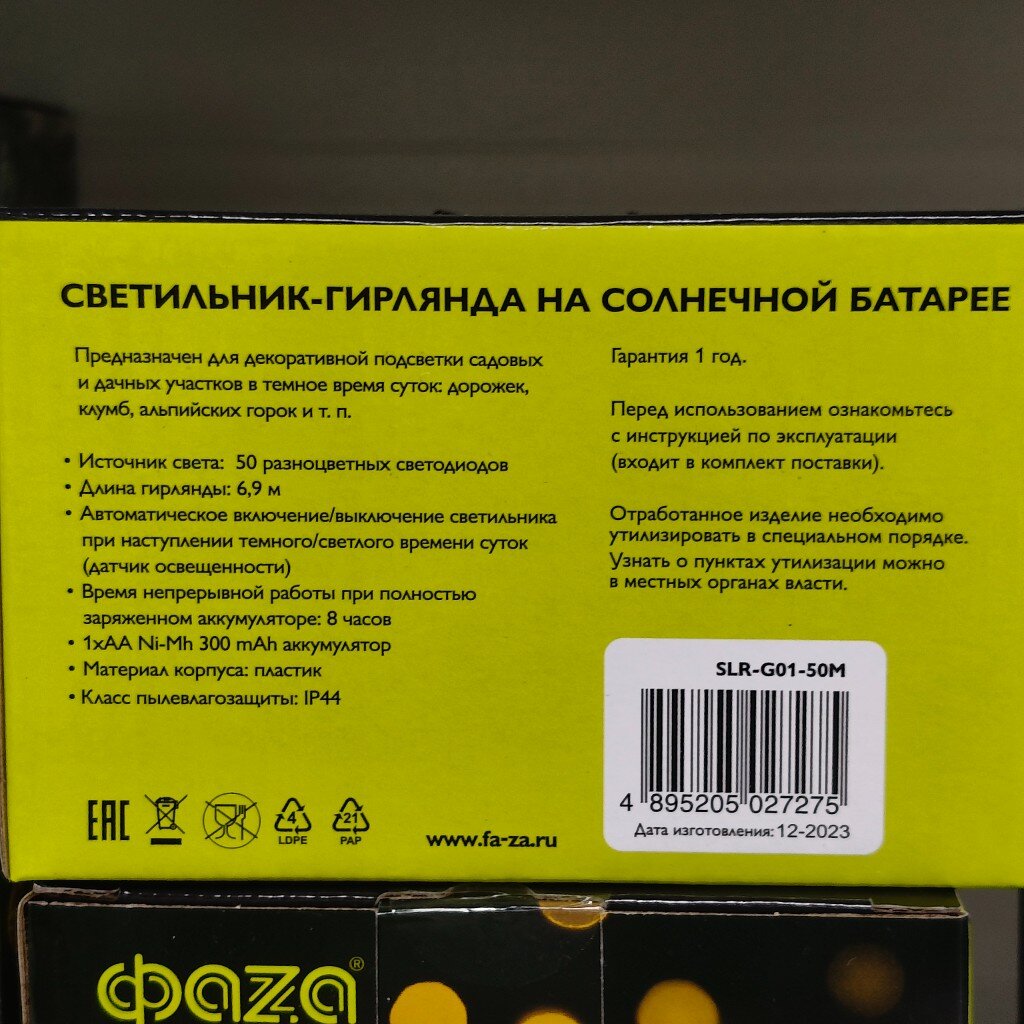 СВЕТИЛЬНИК-ГИРЛЯНДА НА СОЛНЕЧНОЙ БАТАРЕЕ
Предназначен для декоративной подсветки садовых
и дачных участков в темное время суток: дорожек,
клумб, альпийских горок и т. п.
• Источник света: 50 разноцветных светодиодов
• Длина гирлянды: 6,9 м
• Автоматическое включение/выключение светильника
при наступлении темного/светлого времени суток
(датчик освещенности)
• Время непрерывной работы при полностью
заряженном аккумуляторе: 8 часов
• 1xAA Ni-Mh 300 mAh аккумулятор
• Материал корпуса: пластик
• Класс пылевлагозащиты: IP44
Гарантия 1 год.
Перед использованием ознакомьтесь
с инструкцией по эксплуатации
(входит в комплект поставки).
Отработанное изделие необходимо
утилизировать в специальном порядке.
Узнать о пунктах утилизации можно
в местных органах власти.
SLR-G01-50M
4 895205 027275
Дата изготовления: 12-2023
EAC
4
LDPE
21
PAP
www.fa-za.ru
фаzа®